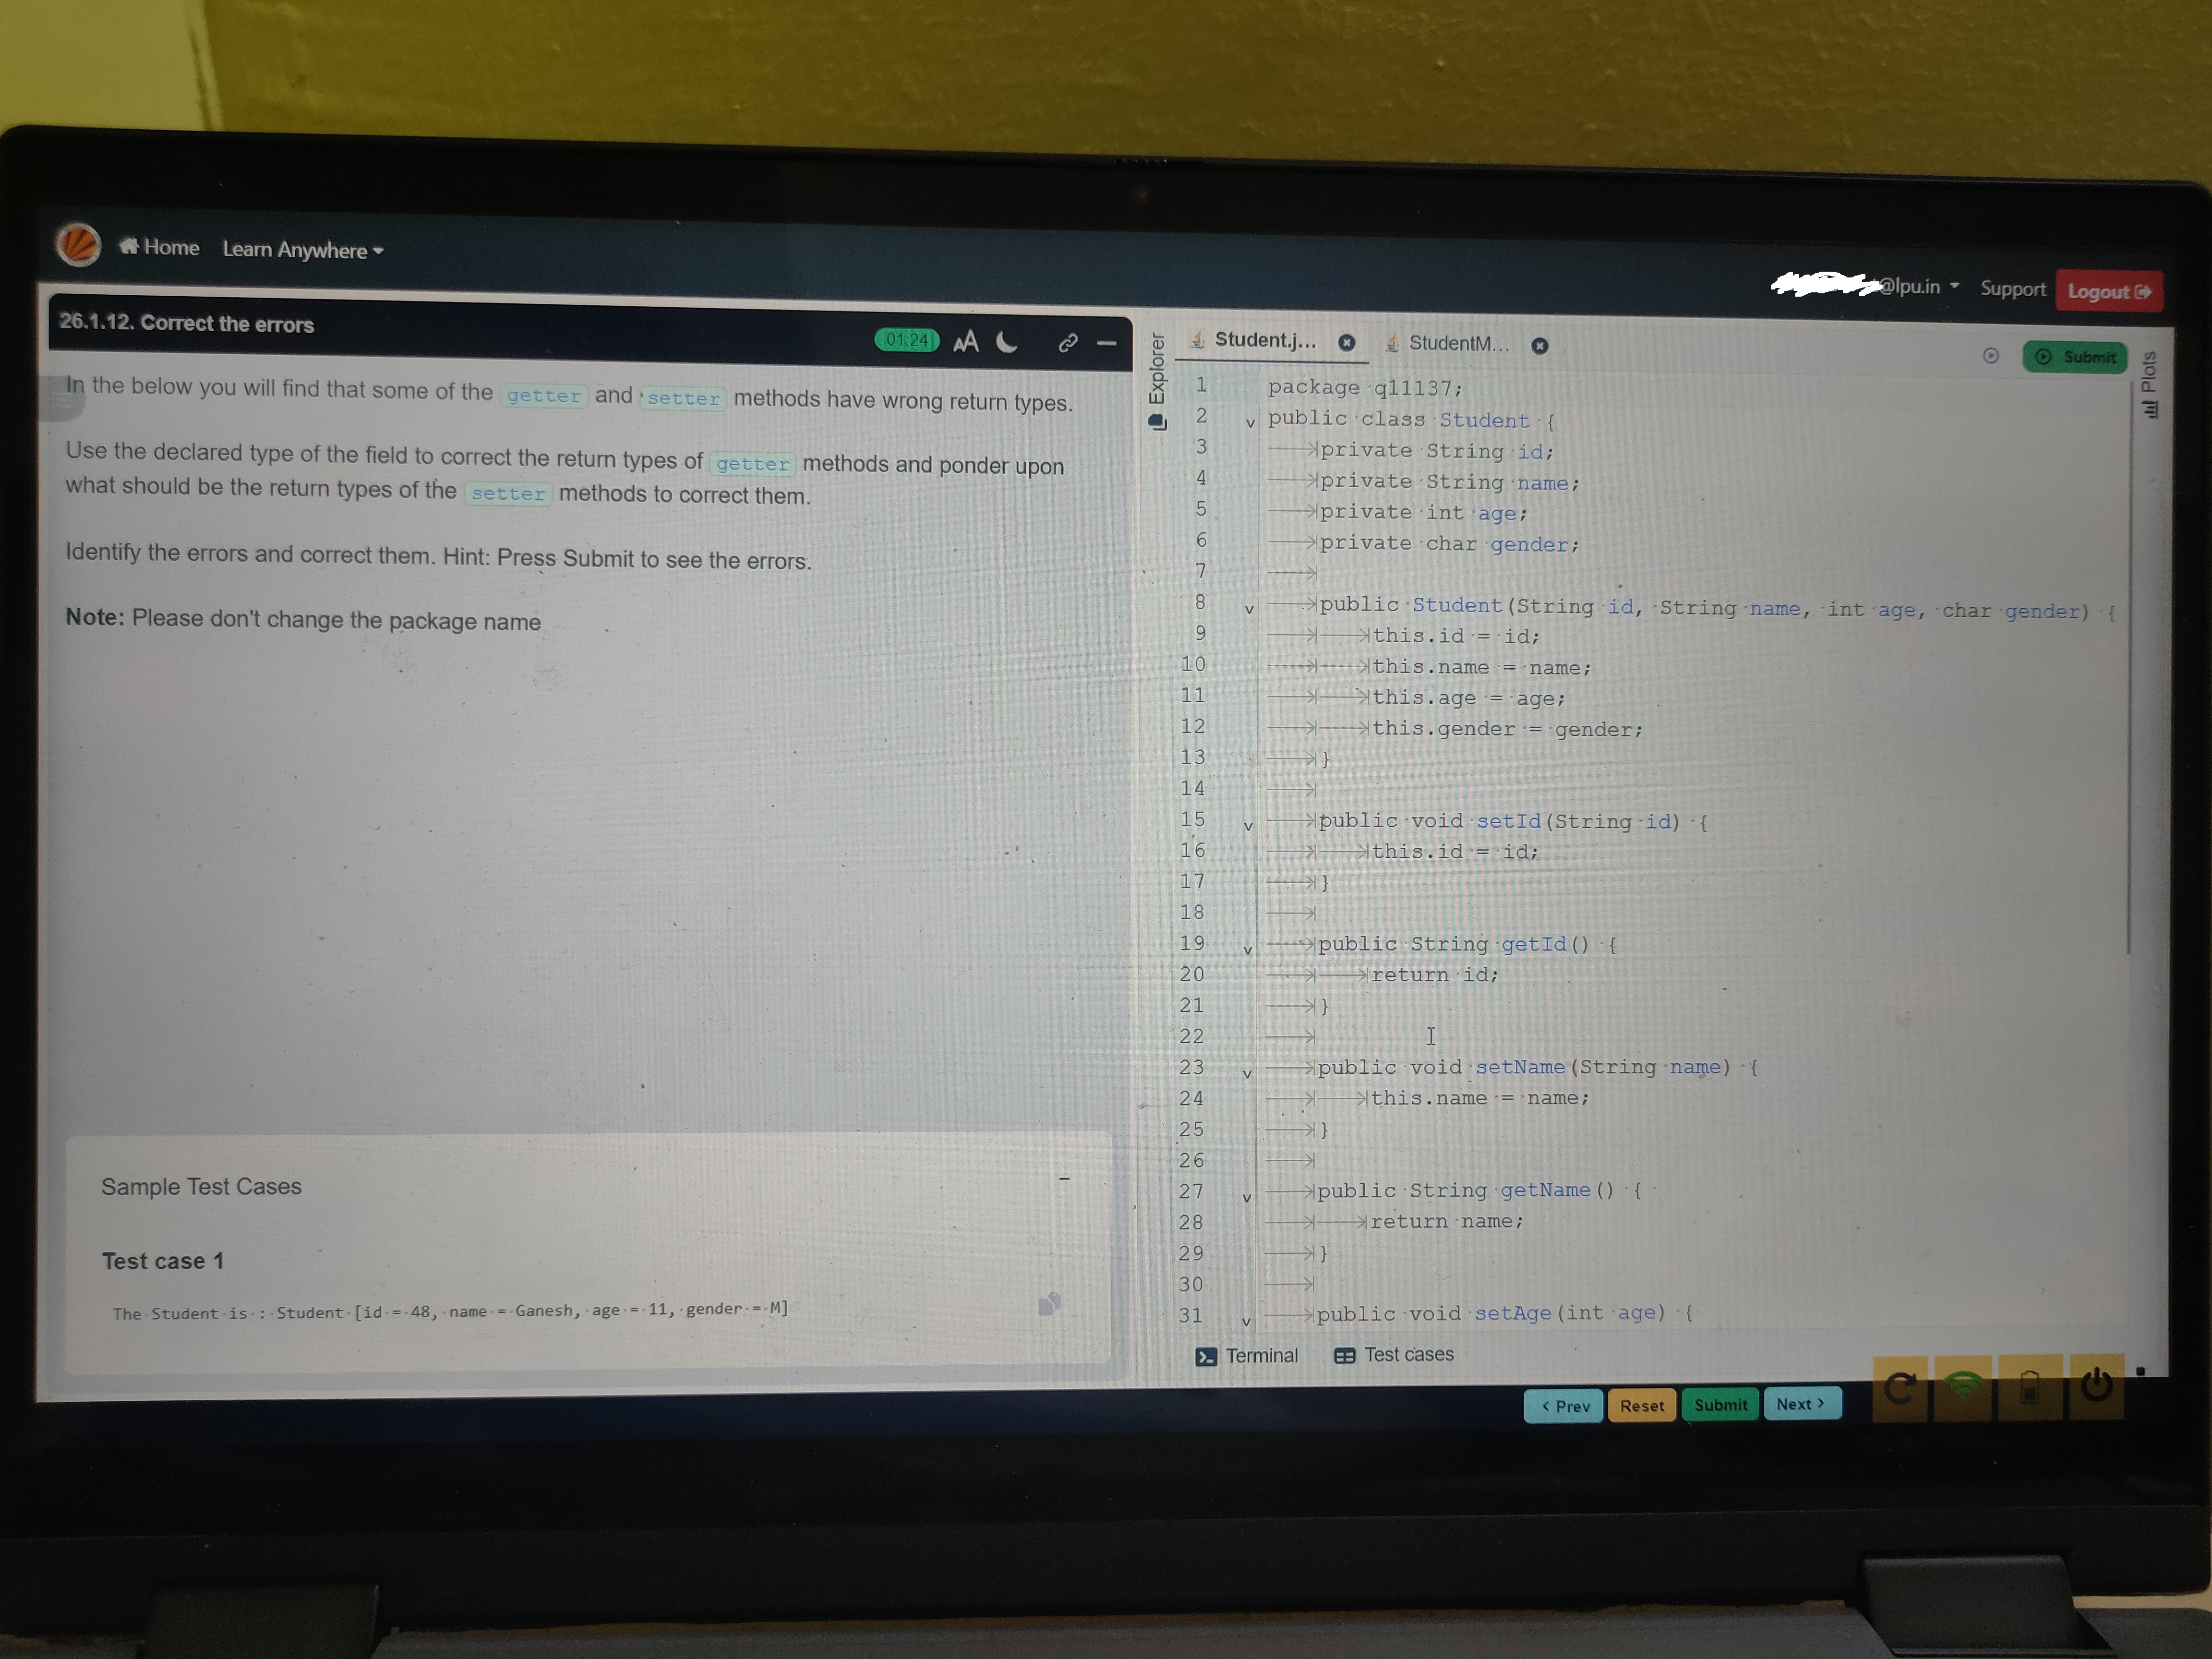 Home Learn Anywhere
@lpu.in Support Logout
26.1.12. Correct the errors
01:24 AA
In the below you will find that some of the getter and setter methods have wrong return types.
Use the declared type of the field to correct the return types of getter methods and ponder upon
what should be the return types of the setter methods to correct them.
Identify the errors and correct them. Hint: Press Submit to see the errors.
Note: Please don't change the package name
Sample Test Cases
Test case 1
The Student is : Student [id = 48, name = Ganesh, age = 11, gender = M]
Explorer
Student.j... StudentM...
Submit
Plots
1 package q11137;
2 public class Student {
3 private String id;
4 private String name;
5 private int age;
6 private char gender;
7
8 public Student(String id, String name, int age, char gender) {
9 this.id = id;
10 this.name = name;
11 this.age = age;
12 this.gender = gender;
13 }
14
15 public void setId(String id) {
16 this.id = id;
17 }
18
19 public String getId() {
20 return id;
21 }
22
23 public void setName(String name) {
24 this.name = name;
25 }
26
27 public String getName() {
28 return name;
29 }
30
31 public void setAge(int age) {
Terminal Test cases
< Prev Reset Submit Next >